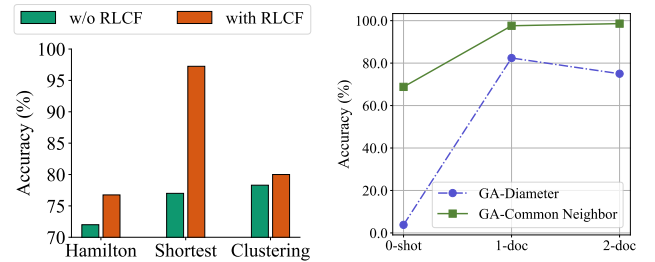 w/o RLCF
with RLCF
Accuracy (%)
100
95
90
85
80
75
70
Hamilton Shortest Clustering
Accuracy (%)
100.0
80.0
60.0
40.0
20.0
0.0
GA-Diameter
GA-Common Neighbor
0-shot 1-doc 2-doc